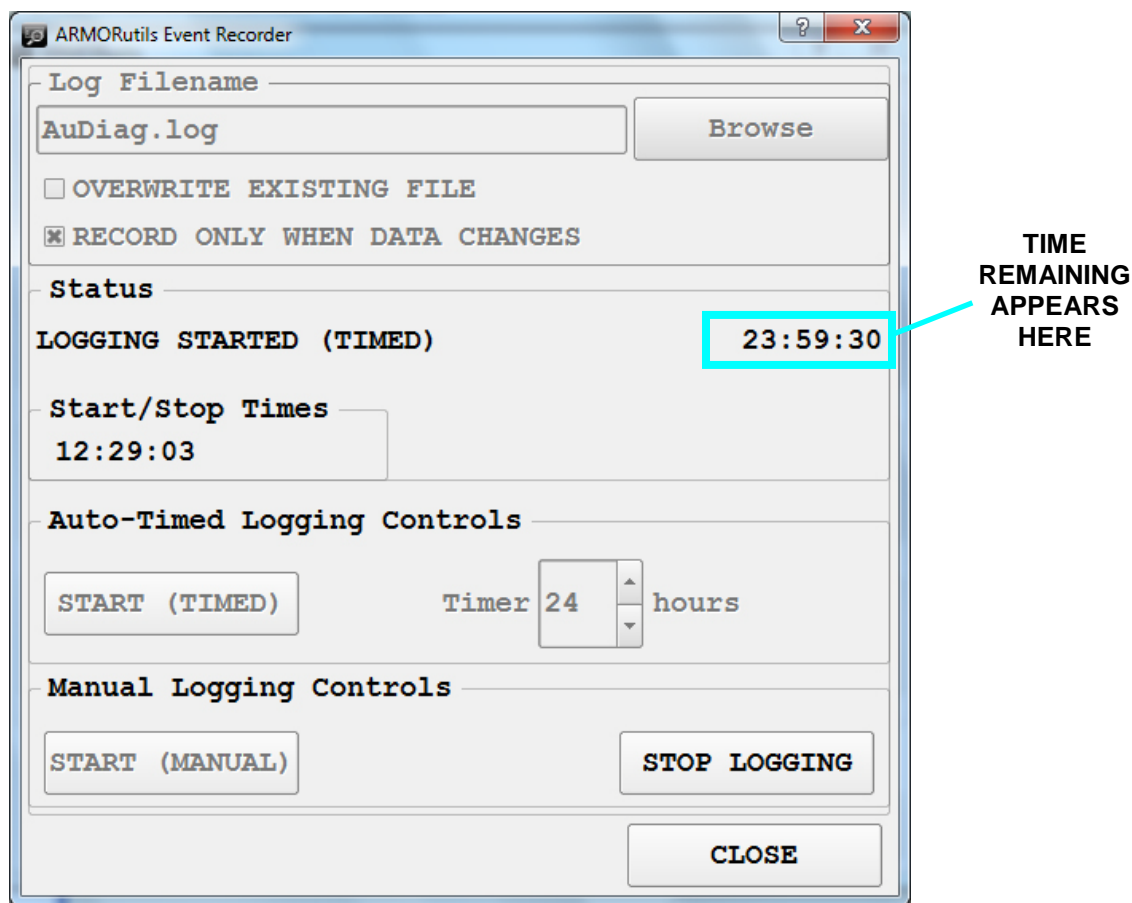 ARMORutils Event Recorder
Log Filename
AuDiag.log
Browse
OVERWRITE EXISTING FILE
RECORD ONLY WHEN DATA CHANGES
Status
LOGGING STARTED (TIMED)
23:59:30
TIME
REMAINING
APPEARS
HERE
Start/Stop Times
12:29:03
Auto-Timed Logging Controls
START (TIMED)
Timer 24 hours
Manual Logging Controls
START (MANUAL)
STOP LOGGING
CLOSE